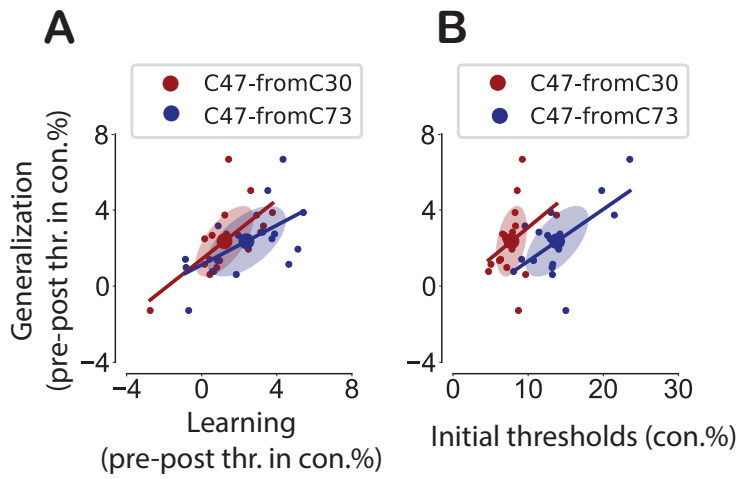 A
B
C47-fromC30
C47-fromC73
C47-fromC30
C47-fromC73
Generalization
(pre-post thr. in con.%)
8
4
0
−4
8
4
0
−4
−4 0 4 8
0 10 20 30
Learning
(pre-post thr. in con.%)
Initial thresholds (con.%)